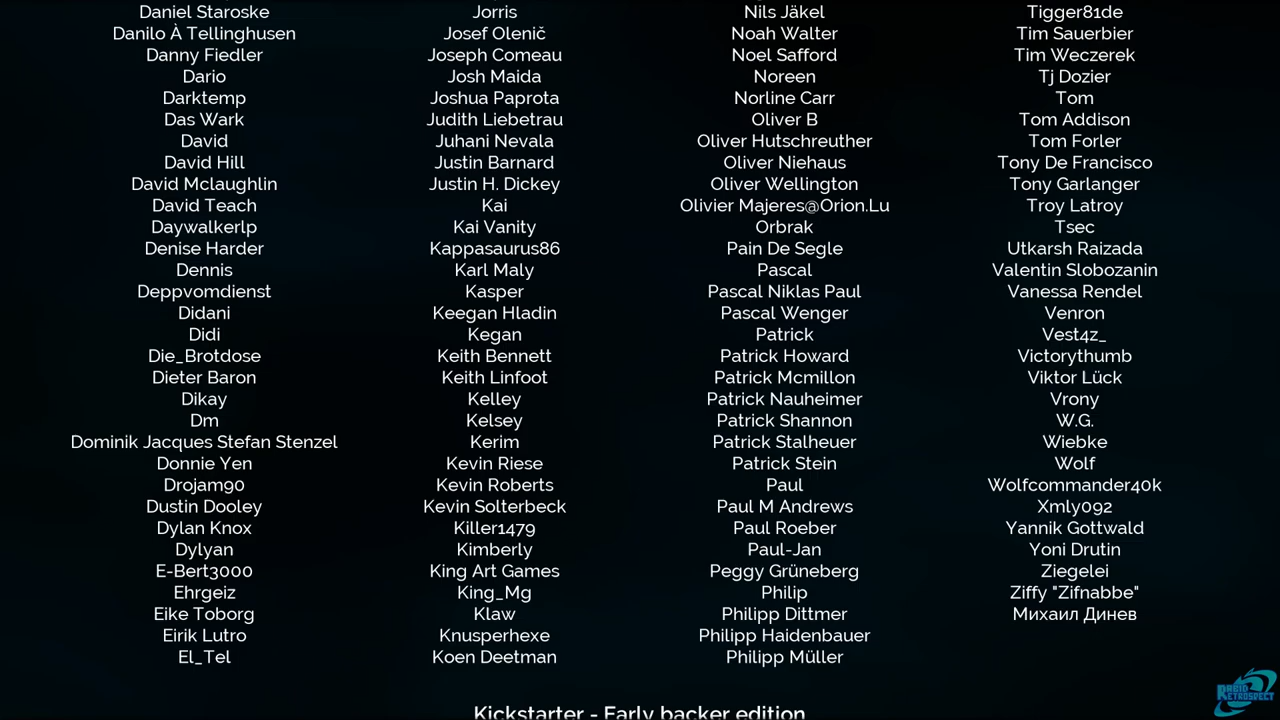 Daniel Staroske
Danilo À Tellinghusen
Danny Fiedler
Dario
Darktemp
Das Wark
David
David Hill
David Mclaughlin
David Teach
Daywalkerlp
Denise Harder
Dennis
Deppvomdienst
Didani
Didi
Die_Brotdose
Dieter Baron
Dikay
Dm
Dominik Jacques Stefan Stenzel
Donnie Yen
Drojam90
Dustin Dooley
Dylan Knox
Dylyan
E-Bert3000
Ehrgeiz
Eike Toborg
Eirik Lutro
El_Tel
Jorris
Josef Olenič
Joseph Comeau
Josh Maida
Joshua Paprota
Judith Liebetrau
Juhani Nevala
Justin Barnard
Justin H. Dickey
Kai
Kai Vanity
Kappasaurus86
Karl Maly
Kasper
Keegan Hladin
Kegan
Keith Bennett
Keith Linfoot
Kelley
Kelsey
Kerim
Kevin Riese
Kevin Roberts
Kevin Solterbeck
Killer1479
Kimberly
King Art Games
King_Mg
Klaw
Knusperhexe
Koen Deetman
Nils Jäkel
Noah Walter
Noel Safford
Noreen
Norline Carr
Oliver B
Oliver Hutschreuther
Oliver Niehaus
Oliver Wellington
Olivier Majeres@Orion.Lu
Orbrak
Pain De Segle
Pascal
Pascal Niklas Paul
Pascal Wenger
Patrick
Patrick Howard
Patrick Mcmillon
Patrick Nauheimer
Patrick Shannon
Patrick Stalheuer
Patrick Stein
Paul
Paul M Andrews
Paul Roeber
Paul-Jan
Peggy Grüneberg
Philip
Philipp Dittmer
Philipp Haidenbauer
Philipp Müller
Tigger81de
Tim Sauerbier
Tim Weczerek
Tj Dozier
Tom
Tom Addison
Tom Forler
Tony De Francisco
Tony Garlanger
Troy Latroy
Tsec
Utkarsh Raizada
Valentin Slobozanin
Vanessa Rendel
Venron
Vest4z_
Victorythumb
Viktor Lück
Vrony
W.G.
Wiebke
Wolf
Wolfcommander40k
Xmly092
Yannik Gottwald
Yoni Drutin
Ziegelei
Ziffy "Zifnabbe"
Михаил Динев
Kickstarter - Early backer edition
RABID
RETROSPECT